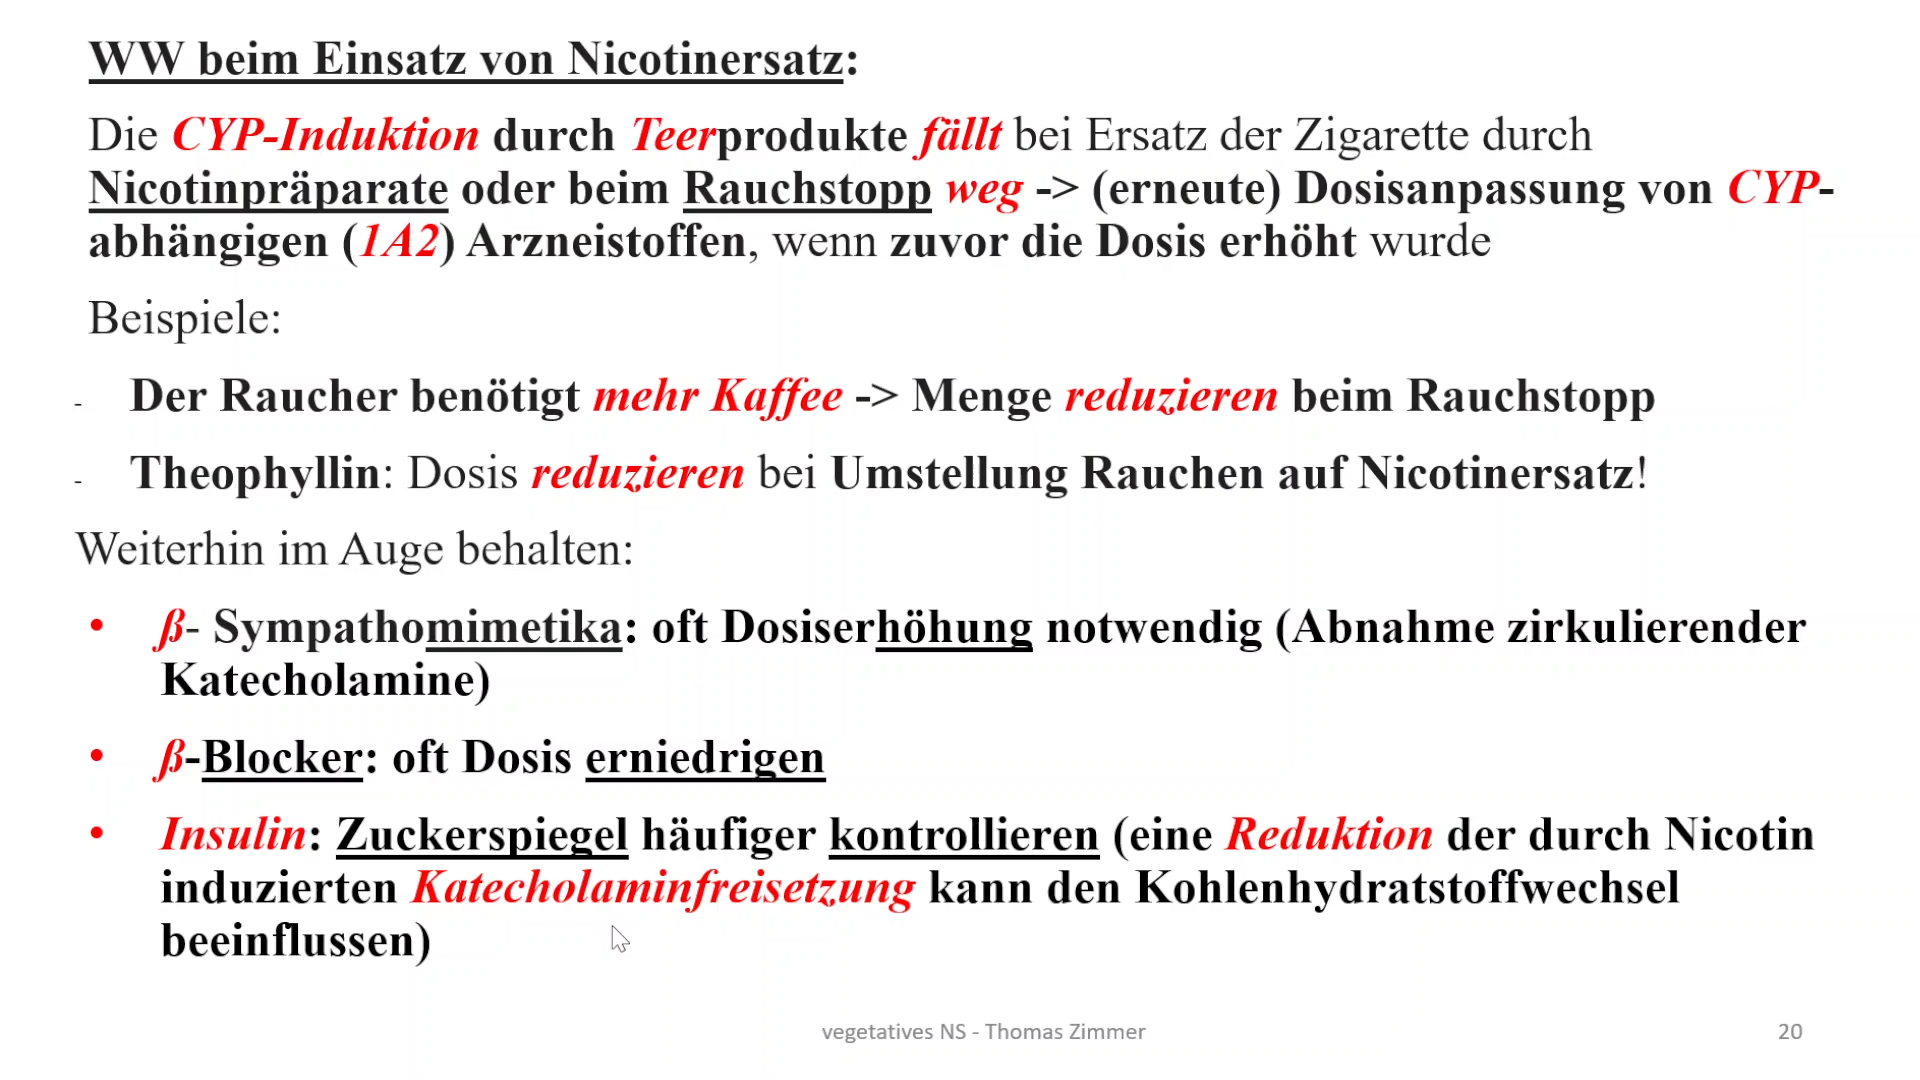 WW beim Einsatz von Nicotinersatz:
Die CYP-Induktion durch Teerprodukte fällt bei Ersatz der Zigarette durch
Nicotinpräparate oder beim Rauchstopp weg -> (erneute) Dosisanpassung von CYP-
abhängigen (1A2) Arzneistoffen, wenn zuvor die Dosis erhöht wurde
Beispiele:
- Der Raucher benötigt mehr Kaffee -> Menge reduzieren beim Rauchstopp
- Theophyllin: Dosis reduzieren bei Umstellung Rauchen auf Nicotinersatz!
Weiterhin im Auge behalten:
• ß- Sympathomimetika: oft Dosiserhöhung notwendig (Abnahme zirkulierender
Katecholamine)
• ß-Blocker: oft Dosis erniedrigen
• Insulin: Zuckerspiegel häufiger kontrollieren (eine Reduktion der durch Nicotin
induzierten Katecholaminfreisetzung kann den Kohlenhydratstoffwechsel
beeinflussen)
vegetatives NS - Thomas Zimmer
20